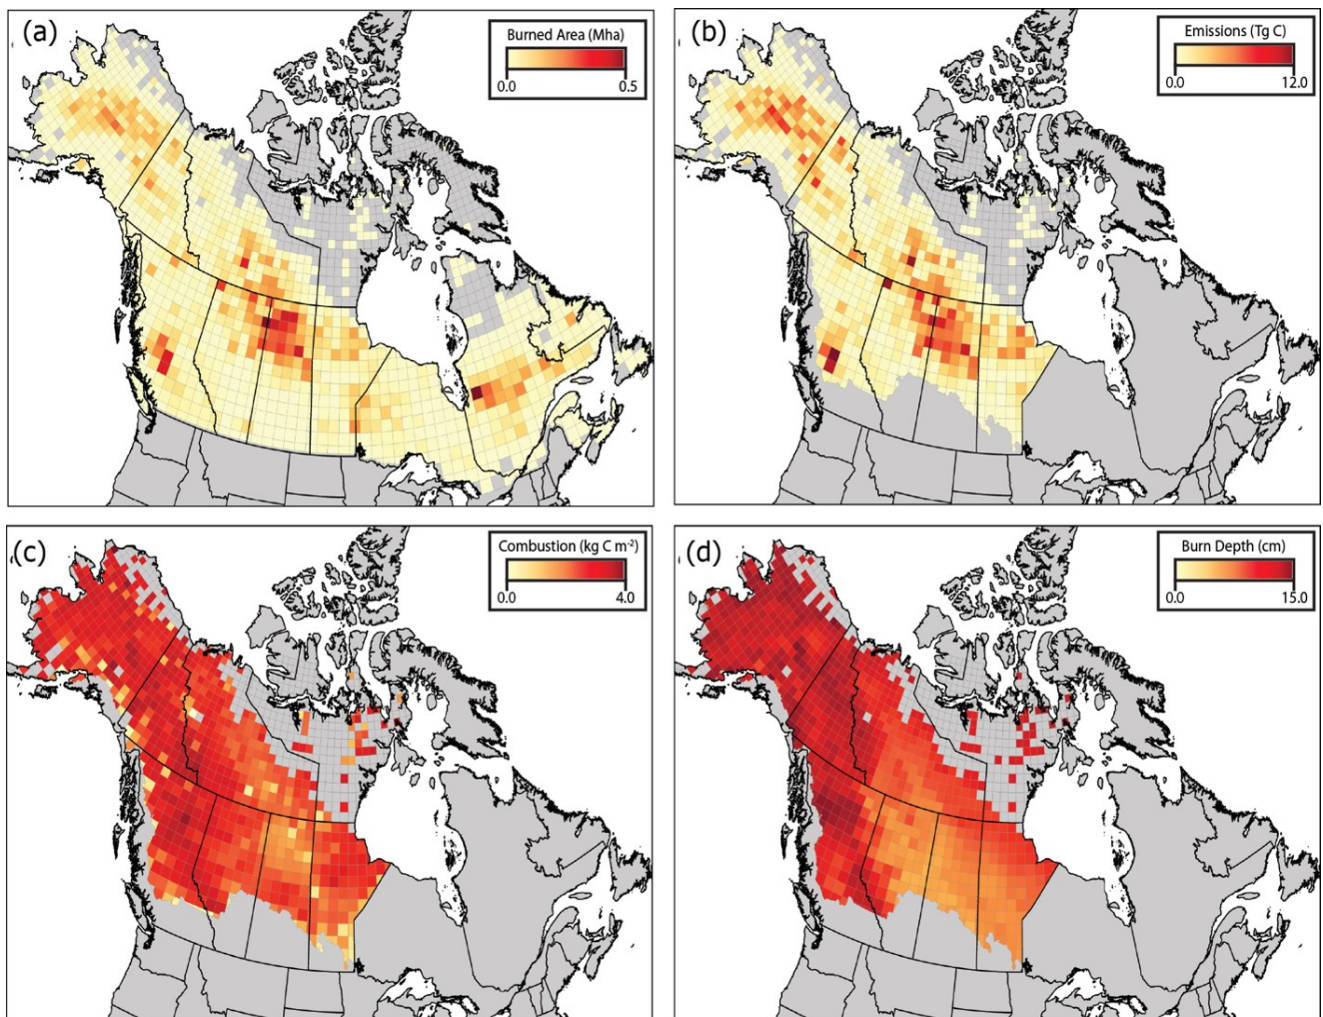 (a)
Burned Area (Mha)
0.0 0.5
(b)
Emissions (Tg C)
0.0 12.0
(c)
Combustion (kg C m⁻²)
0.0 4.0
(d)
Burn Depth (cm)
0.0 15.0